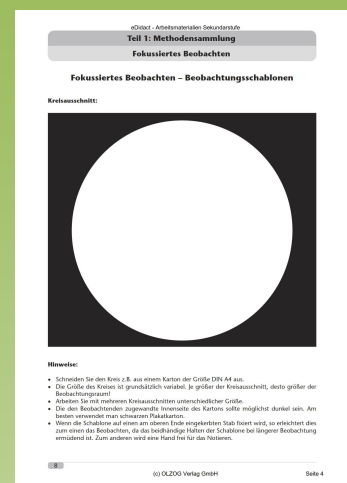 eDidact - Arbeitsmaterialien Sekundarstufe
Teil 1: Methodensammlung
Fokussiertes Beobachten
Fokussiertes Beobachten – Beobachtungsschablonen
Kreisausschnitt:
Hinweise:
• Schneiden Sie den Kreis z.B. aus einem Karton der Größe DIN A4 aus.
• Die Größe des Kreises ist grundsätzlich variabel. Je größer der Kreisausschnitt, desto größer der
Beobachtungsraum!
• Arbeiten Sie mit mehreren Kreisausschnitten unterschiedlicher Größe.
• Die den Beobachtenden zugewandte Innenseite des Kartons sollte möglichst dunkel sein. Am
besten verwendet man schwarzen Plakatkarton.
• Wenn die Schablone auf einen am oberen Ende eingekerbten Stab fixiert wird, so erleichtert dies
zum einen das Beobachten, da das beidhändige Halten der Schablone bei längerer Beobachtung
ermüdend ist. Zum anderen wird eine Hand frei für das Notieren.
8
(c) OLZOG Verlag GmbH
Seite 4